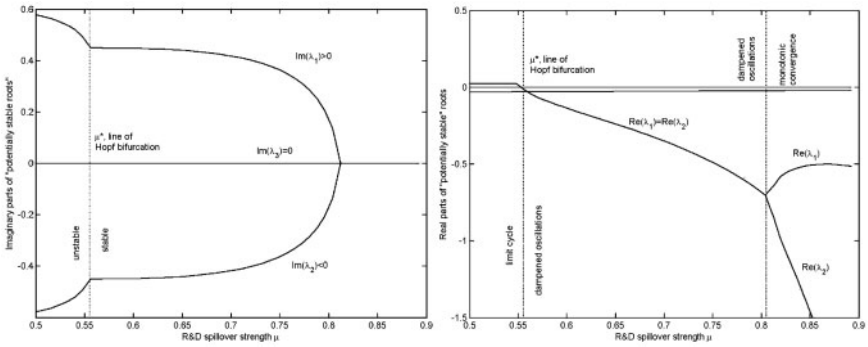 Imaginary parts of "potentially stable roots"
0.6
0.4
0.2
0
-0.2
-0.4
Im(λ₁)>0
μ*, line of
Hopf bifurcation
Im(λ₃)=0
unstable
stable
Im(λ₂)<0
0.5
0.55
0.6
0.65
0.7
0.75
0.8
0.85
0.9
R&D spillover strength μ
Real parts of "potentially stable" roots
0.5
0
-0.5
-1
-1.5
μ*, line of
Hopf bifurcation
dampened
oscillations
monotonic
convergence
Re(λ₁)=Re(λ₂)
Re(λ₁)
Re(λ₂)
limit cycle
dampened oscillations
0.5
0.55
0.6
0.65
0.7
0.75
0.8
0.85
0.9
R&D spillover strength μ